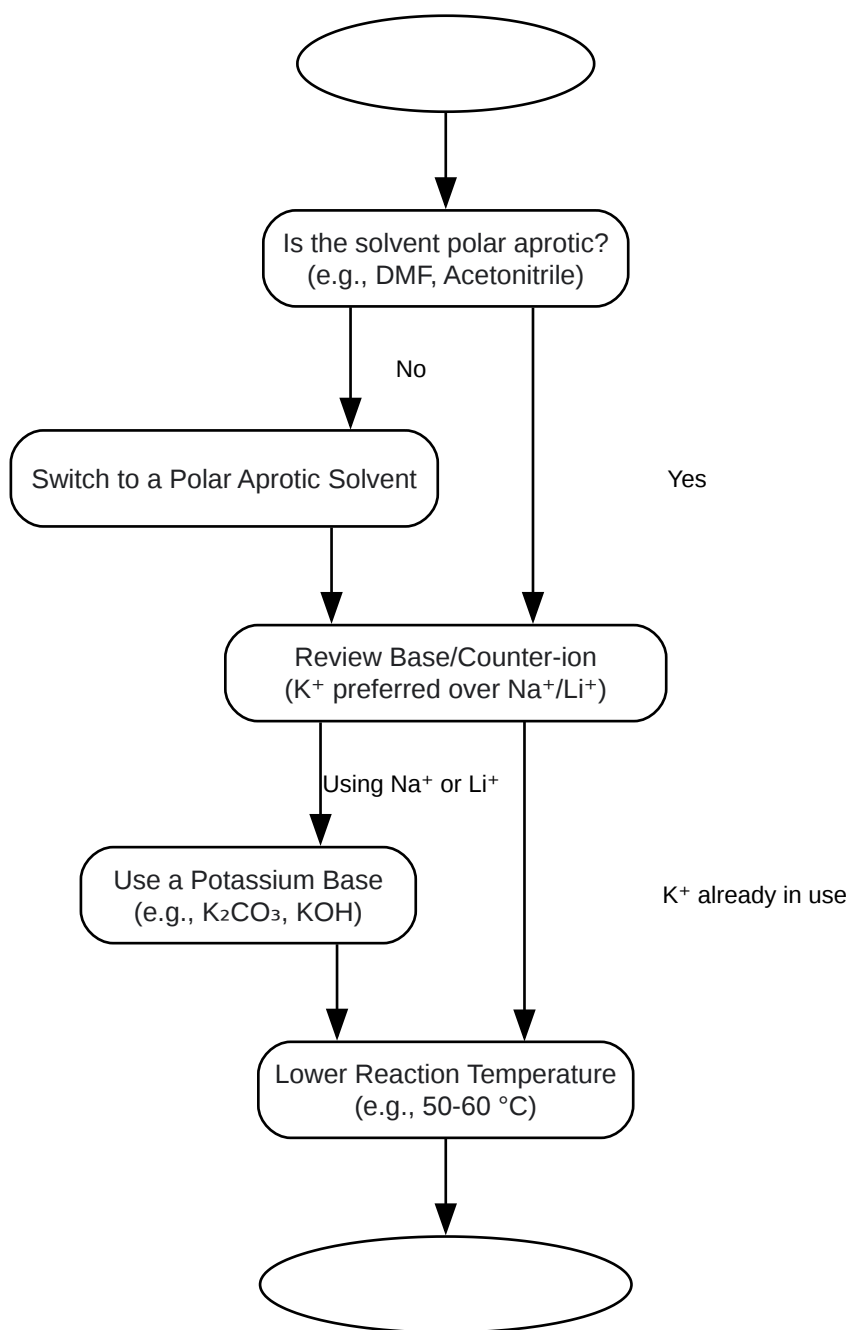 Is the solvent polar aprotic?
(e.g., DMF, Acetonitrile)
No
Switch to a Polar Aprotic Solvent
Yes
Review Base/Counter-ion
(K⁺ preferred over Na⁺/Li⁺)
Using Na⁺ or Li⁺
Use a Potassium Base
(e.g., K₂CO₃, KOH)
K⁺ already in use
Lower Reaction Temperature
(e.g., 50-60 °C)